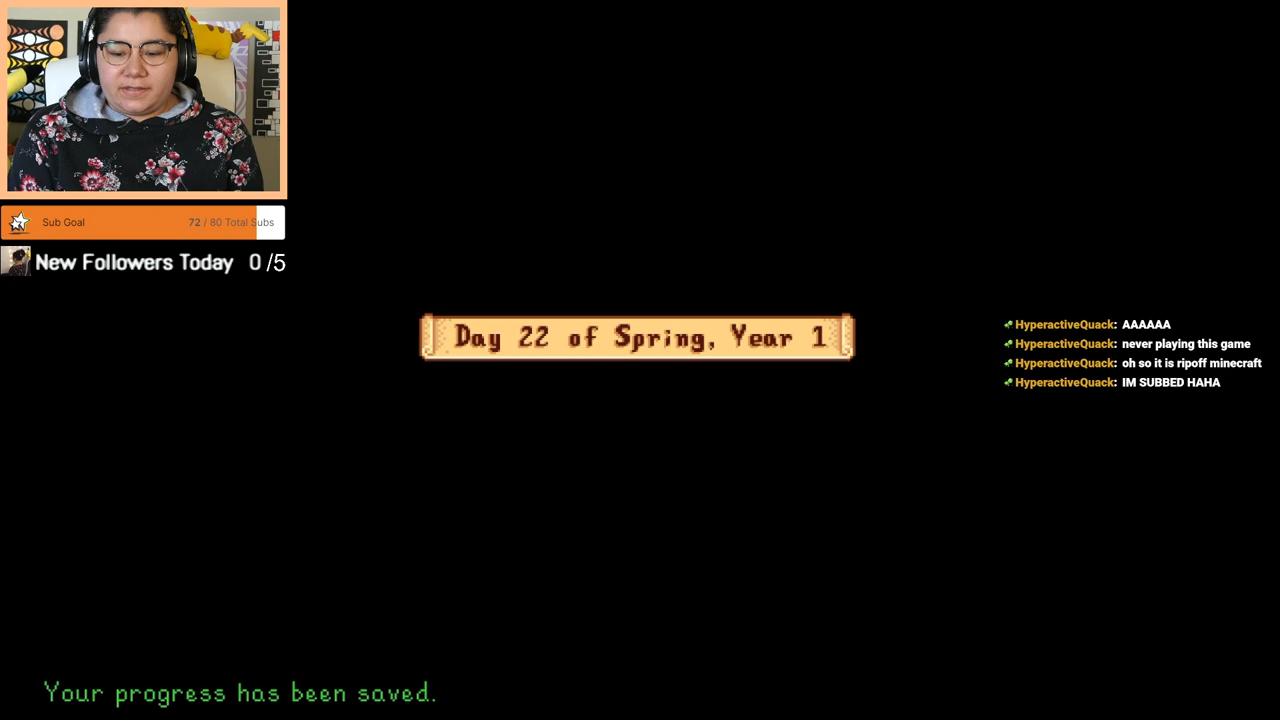 Sub Goal 72 / 80 Total Subs
New Followers Today 0 /5
Day 22 of Spring, Year 1
HyperactiveQuack: AAAAAA
HyperactiveQuack: never playing this game
HyperactiveQuack: oh so it is ripoff minecraft
HyperactiveQuack: IM SUBBED HAHA
Your progress has been saved.